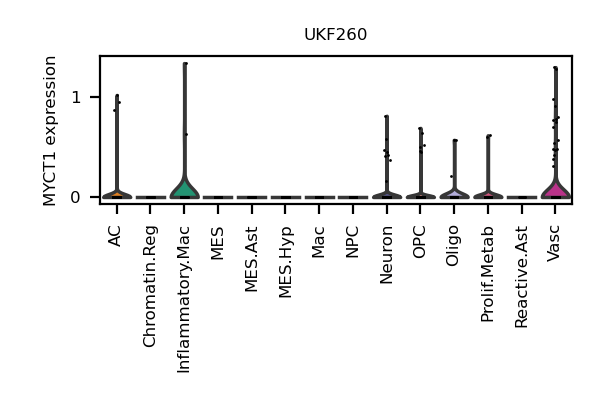 UKF260
MYCT1 expression
1
0
AC
Chromatin.Reg
Inflammatory.Mac
MES
MES.Ast
MES.Hyp
Mac
NPC
Neuron
OPC
Oligo
Prolif.Metab
Reactive.Ast
Vasc